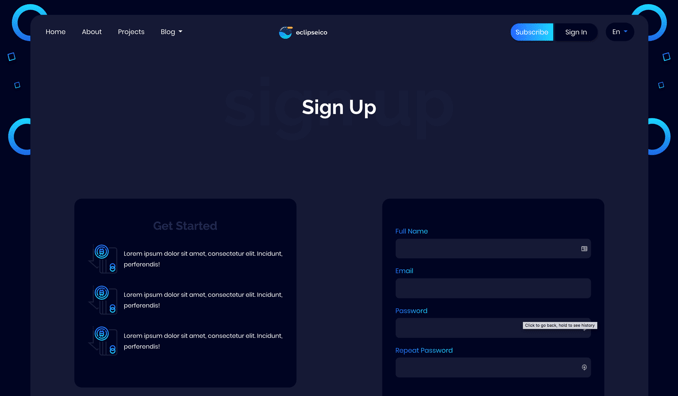 Home About Projects Blog eclipseico Subscribe Sign In En
sign up
Sign Up
Get Started
Lorem ipsum dolor sit amet, consectetur elit. Incidunt,
perferendis!
Lorem ipsum dolor sit amet, consectetur elit. Incidunt,
perferendis!
Lorem ipsum dolor sit amet, consectetur elit. Incidunt,
perferendis!
Full Name
Email
Password
Click to go back, hold to see history
Repeat Password